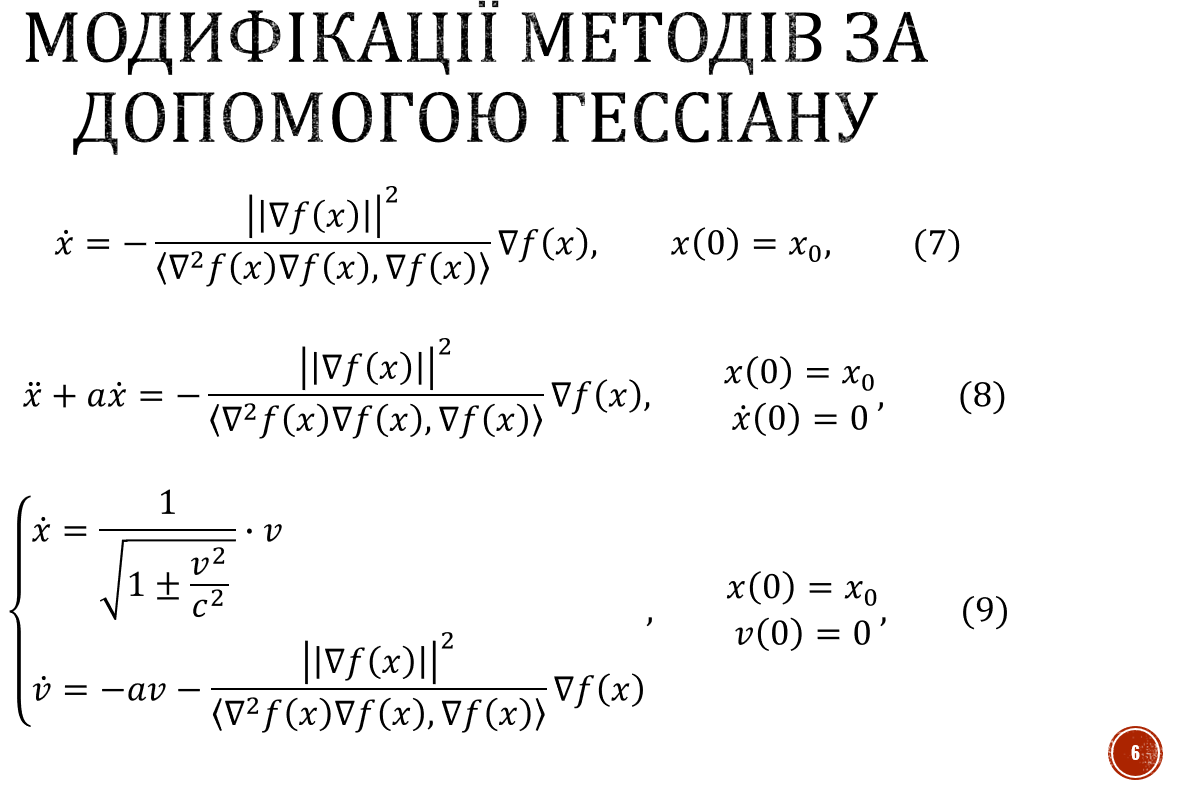 МОДИФІКАЦІЇ МЕТОДІВ ЗА
ДОПОМОГОЮ ГЕССІАНУ
ẋ = − ||∇f(x)||² / ⟨∇²f(x)∇f(x), ∇f(x)⟩ ∇f(x), x(0) = x₀, (7)
ẍ + aẋ = − ||∇f(x)||² / ⟨∇²f(x)∇f(x), ∇f(x)⟩ ∇f(x), x(0) = x₀ ẋ(0) = 0 , (8)
{ ẋ = 1 / √(1 ± v²/c²) · v
v̇ = −av − ||∇f(x)||² / ⟨∇²f(x)∇f(x), ∇f(x)⟩ ∇f(x) , x(0) = x₀ v(0) = 0 , (9)
6